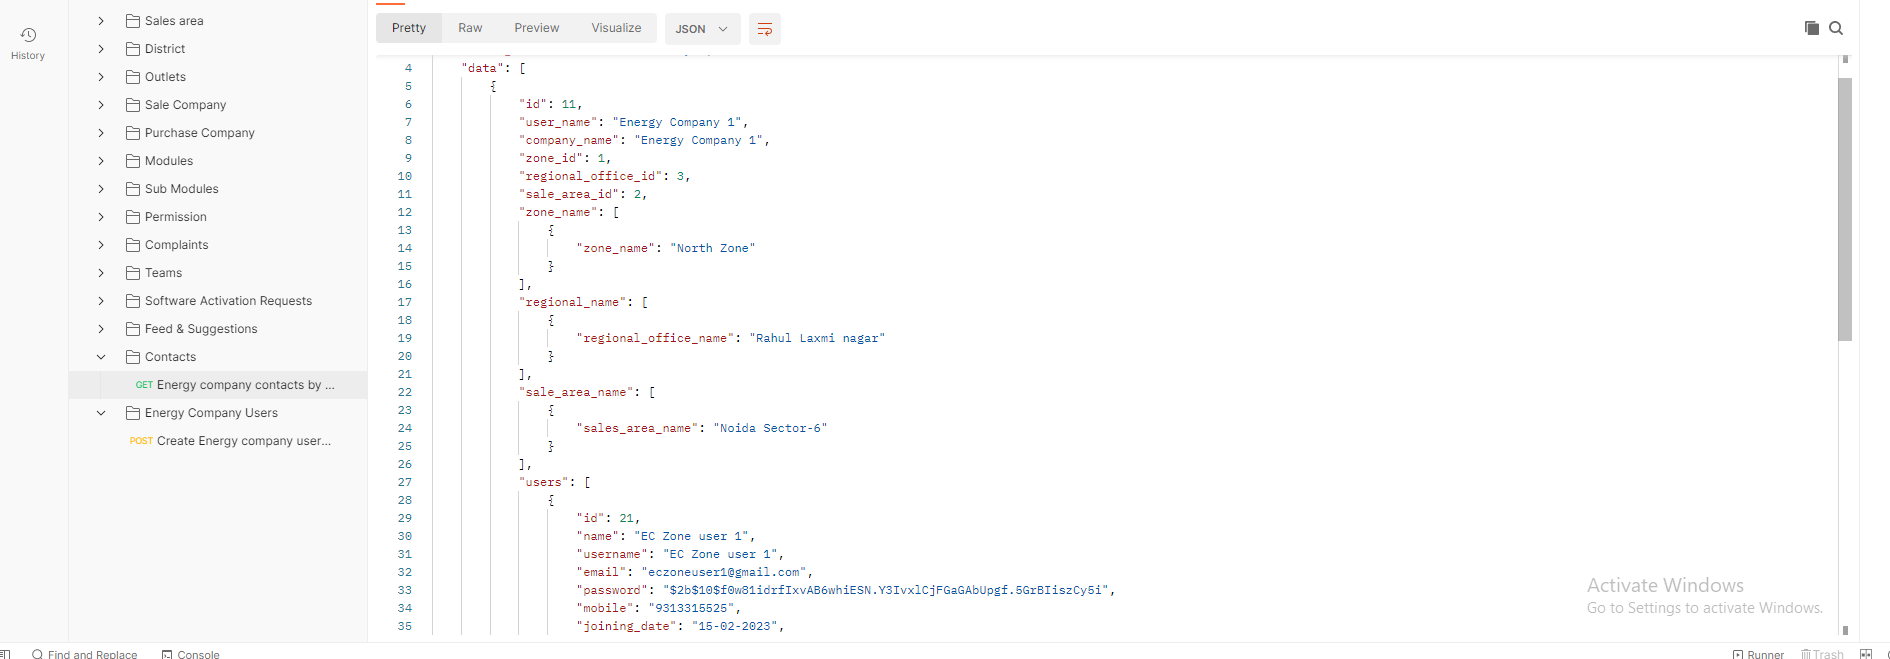 History
Sales area
District
Outlets
Sale Company
Purchase Company
Modules
Sub Modules
Permission
Complaints
Teams
Software Activation Requests
Feed & Suggestions
Contacts
GET Energy company contacts by ...
Energy Company Users
POST Create Energy company user...
Pretty Raw Preview Visualize JSON
4 "data": [
5 {
6 "id": 11,
7 "user_name": "Energy Company 1",
8 "company_name": "Energy Company 1",
9 "zone_id": 1,
10 "regional_office_id": 3,
11 "sale_area_id": 2,
12 "zone_name": [
13 {
14 "zone_name": "North Zone"
15 }
16 ],
17 "regional_name": [
18 {
19 "regional_office_name": "Rahul Laxmi nagar"
20 }
21 ],
22 "sale_area_name": [
23 {
24 "sales_area_name": "Noida Sector-6"
25 }
26 ],
27 "users": [
28 {
29 "id": 21,
30 "name": "EC Zone user 1",
31 "username": "EC Zone user 1",
32 "email": "eczoneuser1@gmail.com",
33 "password": "$2b$10$f0w81idrfIxvAB6whiESN.Y3IvxlCjFGaGAbUpgf.5GrBIiszCy5i",
34 "mobile": "9313315525",
35 "joining_date": "15-02-2023",
Activate Windows
Go to Settings to activate Windows.
Find and Replace Console
Runner Trash